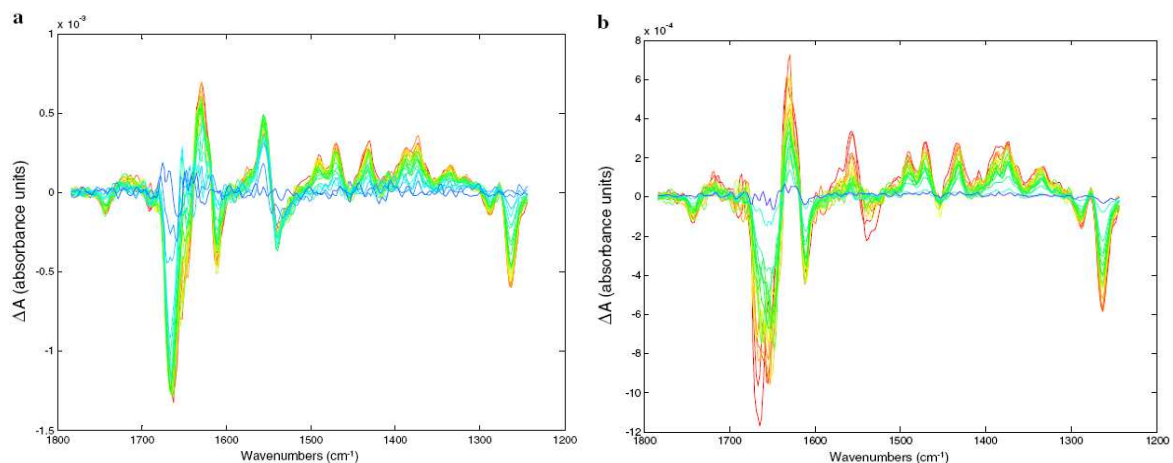 a
x 10⁻³
1
0.5
0
-0.5
-1
-1.5
ΔA (absorbance units)
1800 1700 1600 1500 1400 1300 1200
Wavenumbers (cm⁻¹)
b
x 10⁻⁴
8
6
4
2
0
-2
-4
-6
-8
-10
-12
ΔA (absorbance units)
1800 1700 1600 1500 1400 1300 1200
Wavenumbers (cm⁻¹)